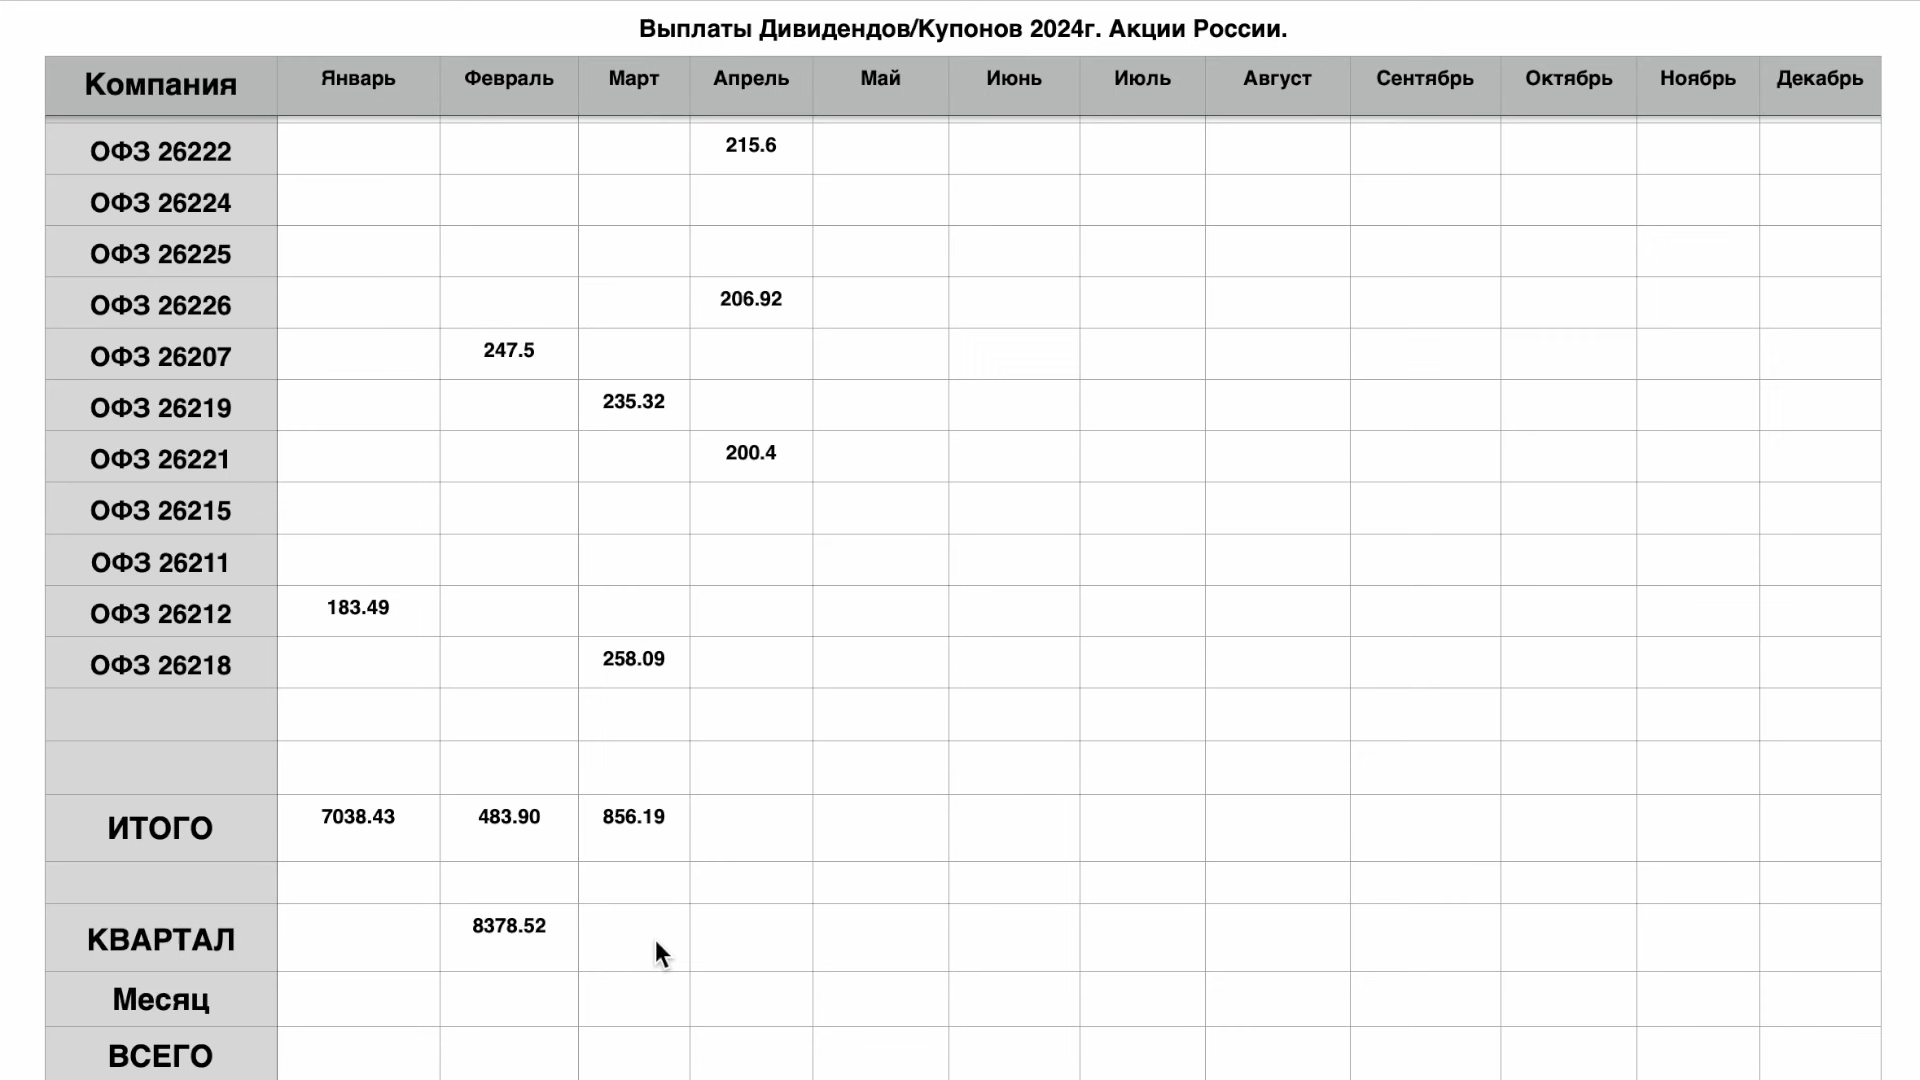 Выплаты Дивидендов/Купонов 2024г. Акции России.
Компания Январь Февраль Март Апрель Май Июнь Июль Август Сентябрь Октябрь Ноябрь Декабрь
ОФЗ 26222 215.6
ОФЗ 26224
ОФЗ 26225
ОФЗ 26226 206.92
ОФЗ 26207 247.5
ОФЗ 26219 235.32
ОФЗ 26221 200.4
ОФЗ 26215
ОФЗ 26211
ОФЗ 26212 183.49
ОФЗ 26218 258.09
ИТОГО 7038.43 483.90 856.19
КВАРТАЛ 8378.52
Месяц
ВСЕГО